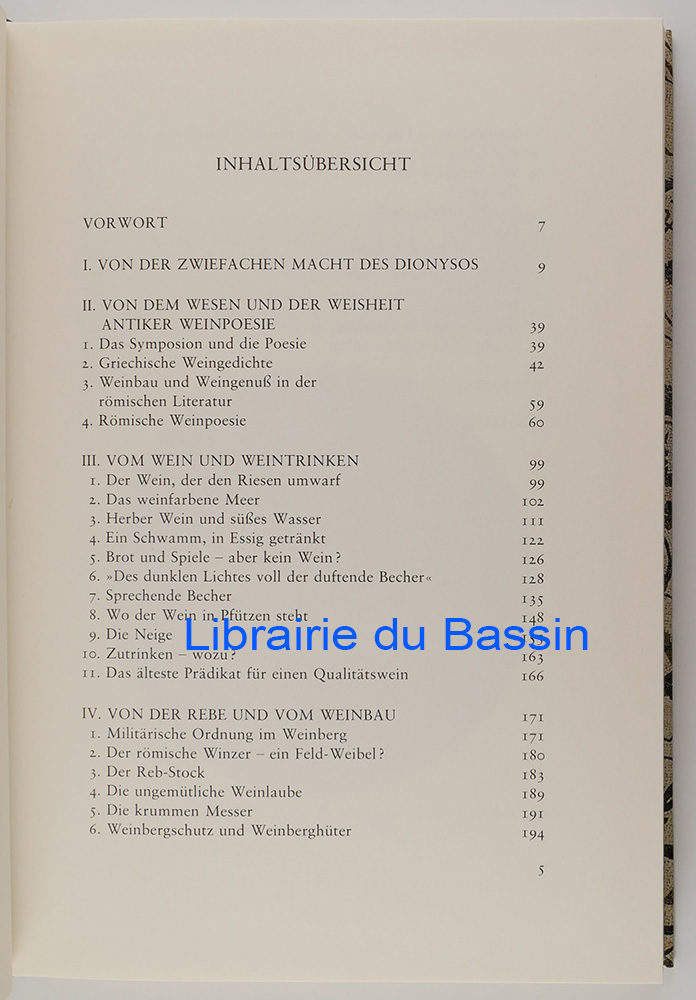 INHALTSÜBERSICHT
VORWORT 7
I. VON DER ZWIEFACHEN MACHT DES DIONYSOS 9
II. VON DEM WESEN UND DER WEISHEIT
ANTIKER WEINPOESIE 39
1. Das Symposion und die Poesie 39
2. Griechische Weingedichte 42
3. Weinbau und Weingenuß in der
römischen Literatur 59
4. Römische Weinpoesie 60
III. VOM WEIN UND WEINTRINKEN 99
1. Der Wein, der den Riesen umwarf 99
2. Das weinfarbene Meer 102
3. Herber Wein und süßes Wasser 111
4. Ein Schwamm, in Essig getränkt 122
5. Brot und Spiele – aber kein Wein? 126
6. »Des dunklen Lichtes voll der duftende Becher« 128
7. Sprechende Becher 135
8. Wo der Wein in Pfützen steht 148
9. Die Neige
Librairie du Bassin
10. Zutrinken – wozu? 163
11. Das älteste Prädikat für einen Qualitätswein 166
IV. VON DER REBE UND VOM WEINBAU 171
1. Militärische Ordnung im Weinberg 171
2. Der römische Winzer – ein Feld-Weibel? 180
3. Der Reb-Stock 183
4. Die ungemütliche Weinlaube 189
5. Die krummen Messer 191
6. Weinbergschutz und Weinberghüter 194
5